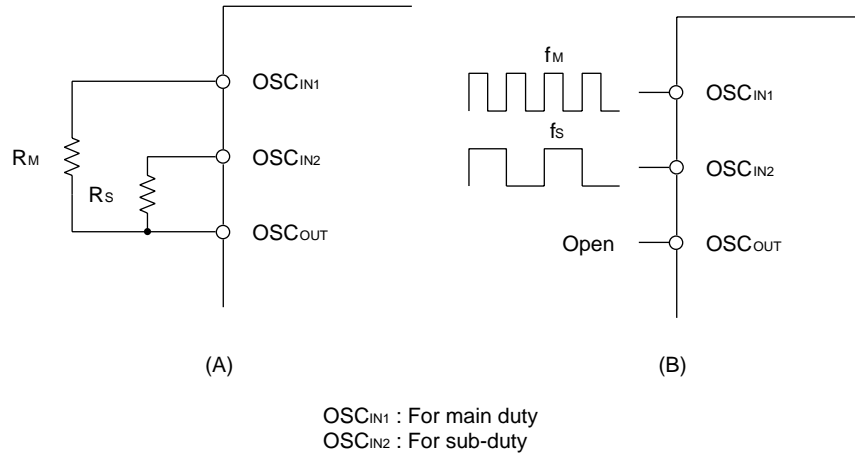 OSCIN1
RM
OSCIN2
RS
OSCOUT
(A)
fM
OSCIN1
fS
OSCIN2
Open
OSCOUT
(B)
OSCIN1 : For main duty
OSCIN2 : For sub-duty